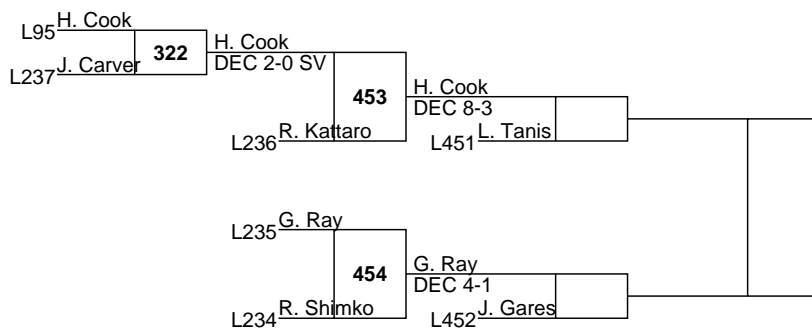 L95 H. Cook
322
L237 J. Carver
H. Cook
DEC 2-0 SV
453
L236 R. Kattaro
H. Cook
DEC 8-3
L451 L. Tanis
L235 G. Ray
454
L234 R. Shimko
G. Ray
DEC 4-1
L452 J. Gares